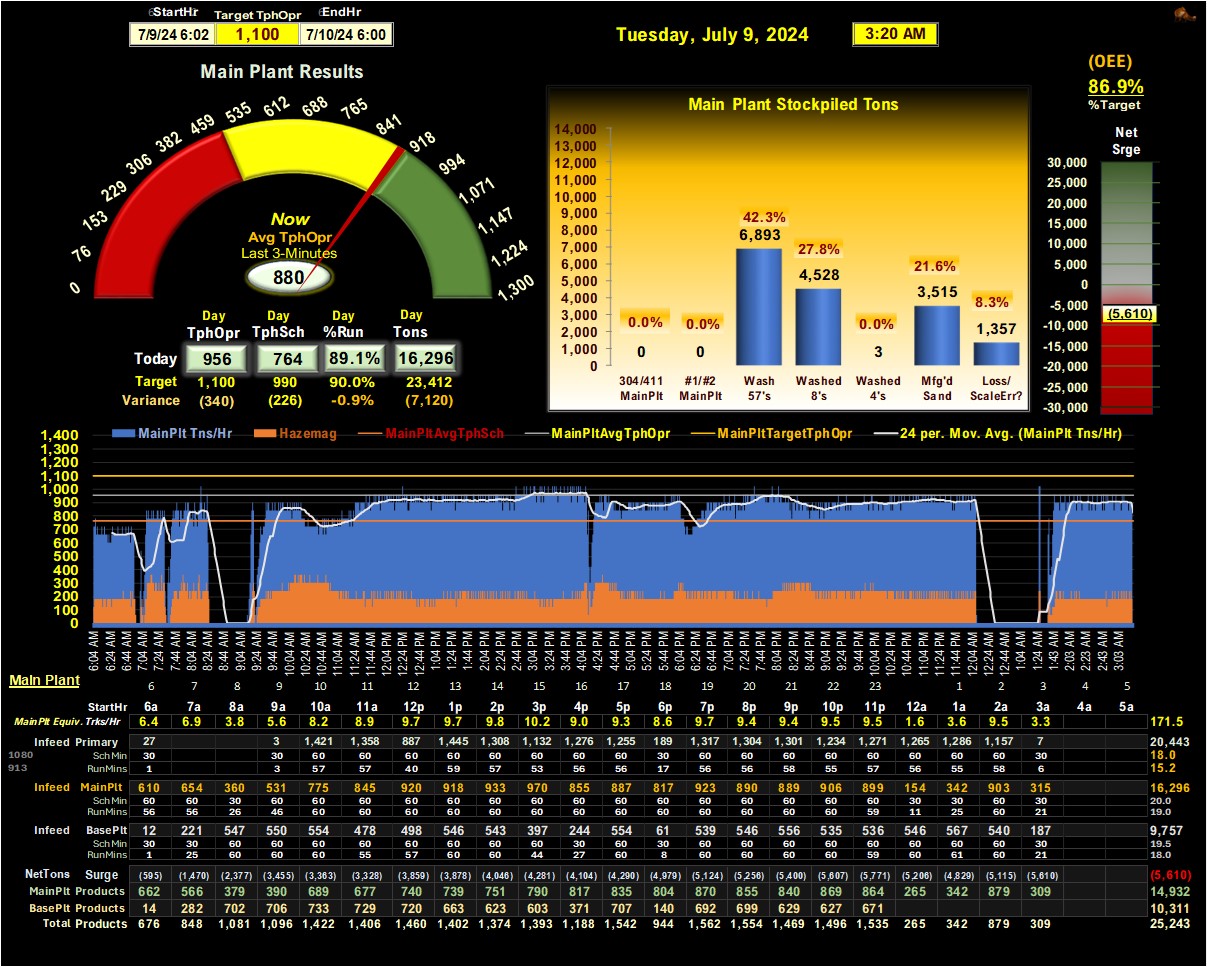 StartHr Target TphOpr EndHr
7/9/24 6:02 1,100 7/10/24 6:00
Tuesday, July 9, 2024 3:20 AM
(OEE)
86.9%
%Target
Main Plant Results
0 76 153 229 306 382 459 535 612 688 765 841 918 994 1,071 1,147 1,224 1,300
Now
Avg TphOpr
Last 3-Minutes
880
Day Day Day Day
TphOpr TphSch %Run Tons
Today 956 764 89.1% 16,296
Target 1,100 990 90.0% 23,412
Variance (340) (226) -0.9% (7,120)
Main Plant Stockpiled Tons
14,000
13,000
12,000
11,000
10,000
9,000
8,000
7,000
6,000
5,000
4,000
3,000
2,000
1,000
0
0.0% 0.0% 42.3% 27.8% 0.0% 21.6% 8.3%
0 0 6,893 4,528 3 3,515 1,357
304/411 #1/#2 Wash Washed Washed Mfg'd Loss/
MainPlt MainPlt 57's 8's 4's Sand ScaleErr?
Net
Srge
30,000
25,000
20,000
15,000
10,000
5,000
0
-5,000
(5,610)
-10,000
-15,000
-20,000
-25,000
-30,000
MainPlt Tns/Hr Hazemag MainPltAvgTphSch MainPltAvgTphOpr MainPltTargetTphOpr 24 per. Mov. Avg. (MainPlt Tns/Hr)
1,400
1,300
1,200
1,100
1,000
900
800
700
600
500
400
300
200
100
0
6:04 AM 6:24 AM 6:44 AM 7:04 AM 7:24 AM 7:44 AM 8:04 AM 8:24 AM 8:44 AM 9:04 AM 9:24 AM 9:44 AM 10:04 AM 10:24 AM 10:44 AM 11:04 AM 11:24 AM 11:44 AM 12:04 PM 12:24 PM 12:44 PM 1:04 PM 1:24 PM 1:44 PM 2:04 PM 2:24 PM 2:44 PM 3:04 PM 3:24 PM 3:44 PM 4:04 PM 4:24 PM 4:44 PM 5:04 PM 5:24 PM 5:44 PM 6:04 PM 6:24 PM 6:44 PM 7:04 PM 7:24 PM 7:44 PM 8:04 PM 8:24 PM 8:44 PM 9:04 PM 9:24 PM 9:44 PM 10:04 PM 10:24 PM 10:44 PM 11:04 PM 11:24 PM 11:44 PM 12:04 AM 12:24 AM 12:44 AM 1:04 AM 1:24 AM 1:43 AM 2:03 AM 2:23 AM 2:43 AM 3:03 AM
Main Plant
6 7 8 9 10 11 12 13 14 15 16 17 18 19 20 21 22 23 1 2 3 4 5
StartHr 6a 7a 8a 9a 10a 11a 12p 1p 2p 3p 4p 5p 6p 7p 8p 9p 10p 11p 12a 1a 2a 3a 4a 5a
MainPlt Equiv. Trks/Hr 6.4 6.9 3.8 5.6 8.2 8.9 9.7 9.7 9.8 10.2 9.0 9.3 8.6 9.7 9.4 9.4 9.5 9.5 1.6 3.6 9.5 3.3 171.5
Infeed Primary 27 3 1,421 1,358 887 1,445 1,308 1,132 1,276 1,255 189 1,317 1,304 1,301 1,234 1,271 1,265 1,286 1,157 7 20,443
1080 SchMin 30 30 60 60 60 60 60 60 60 60 30 60 60 60 60 60 60 60 60 30 18.0
913 RunMins 1 3 57 57 40 59 57 53 56 56 17 56 56 58 55 57 56 55 58 6 15.2
Infeed MainPlt 610 654 360 531 775 845 920 918 933 970 855 887 817 923 890 889 906 899 154 342 903 315 16,296
SchMin 60 60 30 60 60 60 60 60 60 60 60 60 60 60 60 60 60 60 30 30 60 30 20.0
RunMins 56 56 26 46 60 60 60 60 60 60 56 60 60 60 60 60 60 59 11 25 60 21 19.0
Infeed BasePlt 12 221 547 550 554 478 498 546 543 397 244 554 61 539 546 556 535 536 546 567 540 187 9,757
SchMin 30 30 60 60 60 60 60 60 60 60 30 60 30 60 60 60 60 60 60 60 60 30 19.5
RunMins 1 25 60 60 60 55 57 60 60 44 27 60 8 60 60 60 60 59 60 61 60 21 18.0
NetTons Surge (595) (1,470) (2,377) (3,455) (3,363) (3,328) (3,859) (3,878) (4,046) (4,281) (4,104) (4,290) (4,979) (5,124) (5,256) (5,400) (5,607) (5,771) (5,206) (4,829) (5,115) (5,610) (5,610)
MainPlt Products 662 566 379 390 689 677 740 739 751 790 817 835 804 870 855 840 869 864 265 342 879 309 14,932
BasePlt Products 14 282 702 706 733 729 720 663 623 603 371 707 140 692 699 629 627 671 10,311
Total Products 676 848 1,081 1,096 1,422 1,406 1,460 1,402 1,374 1,393 1,188 1,542 944 1,562 1,554 1,469 1,496 1,535 265 342 879 309 25,243